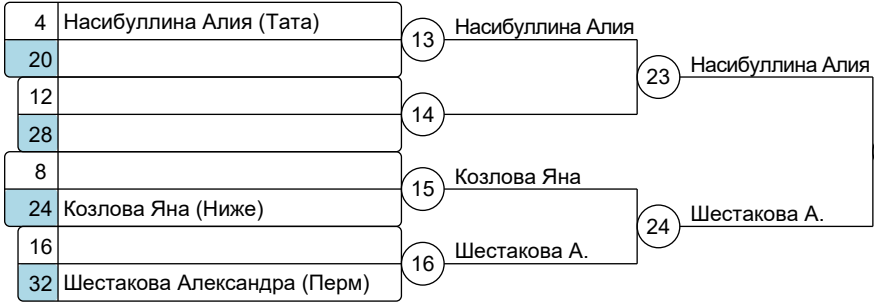 4 Насибуллина Алия (Тата)
20
12
28
8
24 Козлова Яна (Ниже)
16
32 Шестакова Александра (Перм)
13 Насибуллина Алия
14
15 Козлова Яна
16 Шестакова А.
23 Насибуллина Алия
24 Шестакова А.